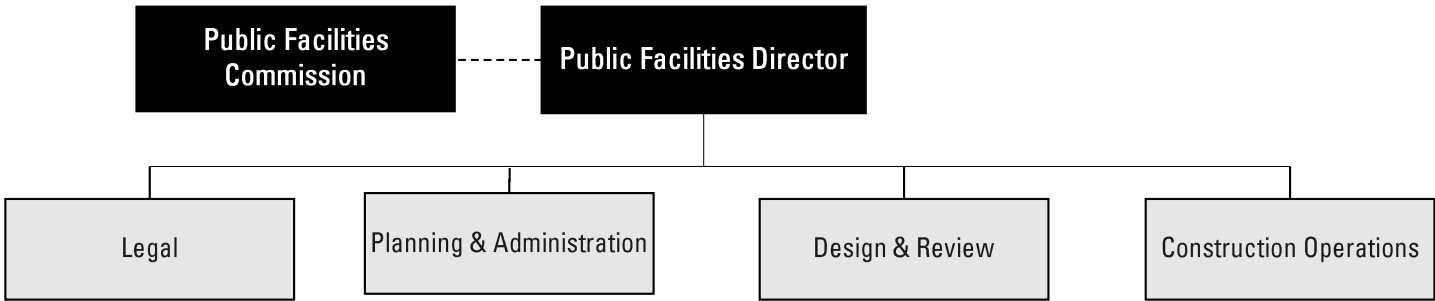 Public Facilities
Commission
Public Facilities Director
Legal
Planning & Administration
Design & Review
Construction Operations